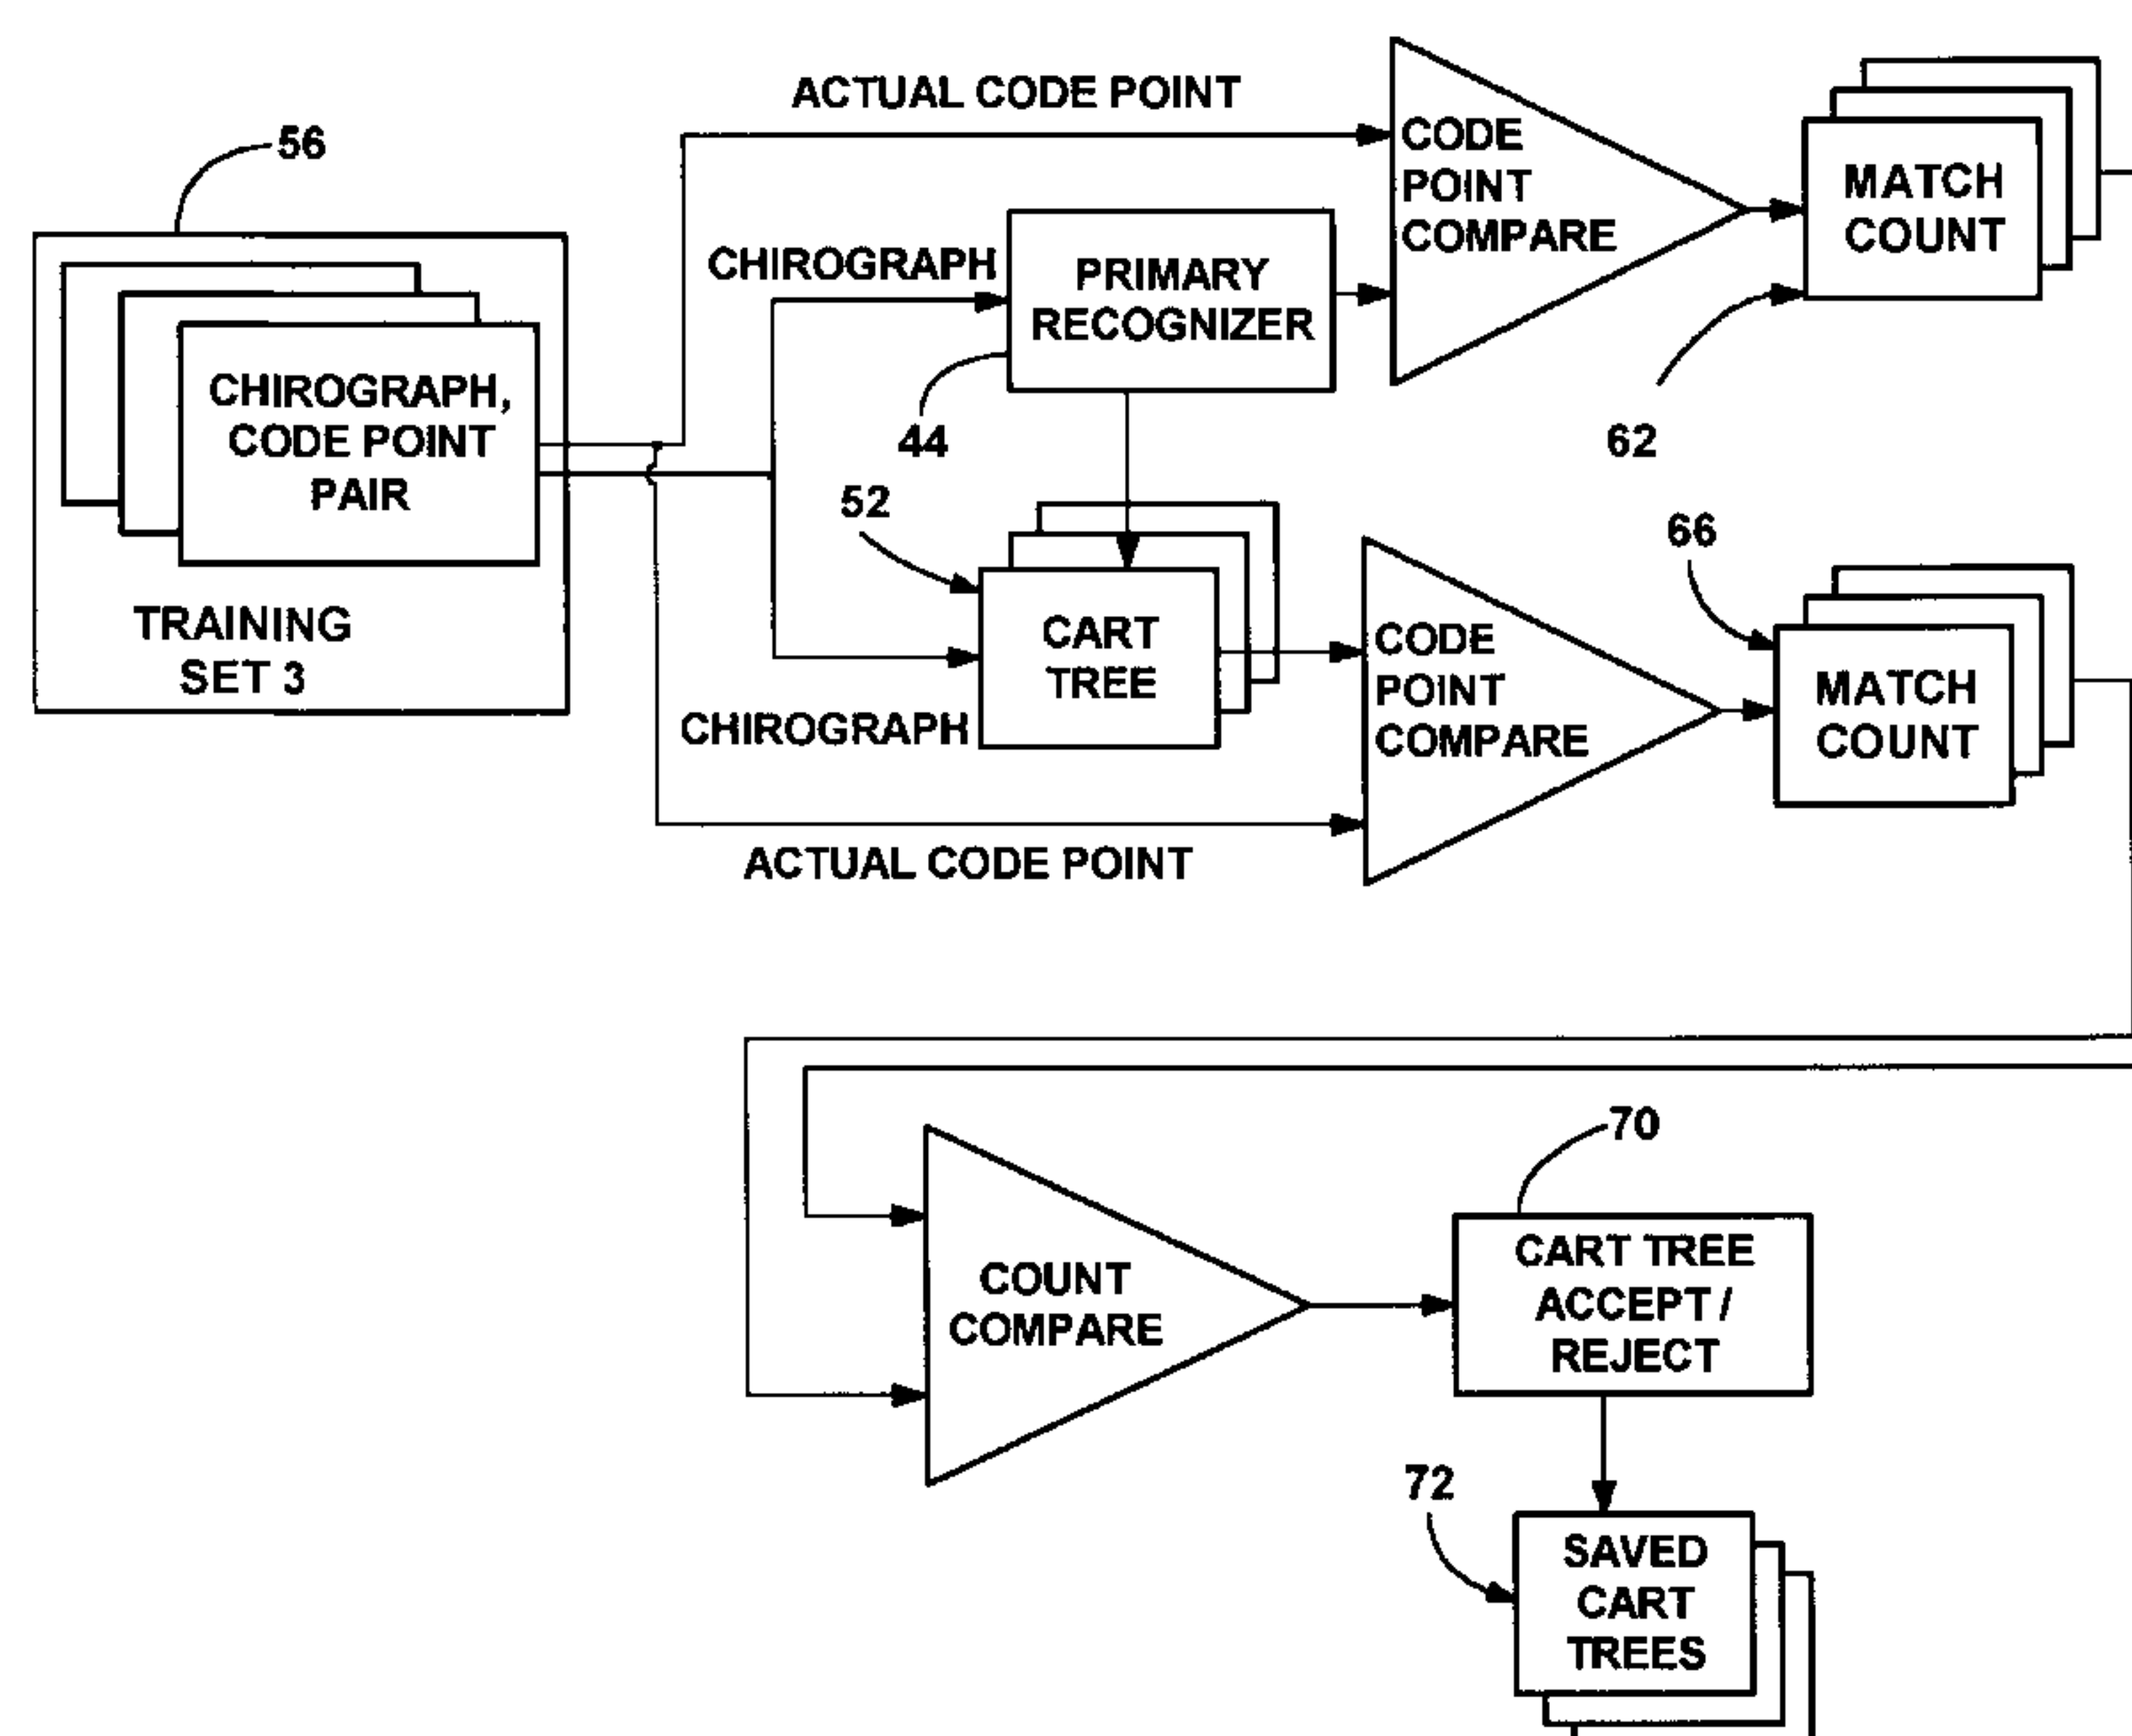 ACTUAL CODE POINT
56
CODE
POINT
COMPARE
MATCH
COUNT
CHIROGRAPH
PRIMARY
RECOGNIZER
CHIROGRAPH,
CODE POINT
PAIR
44
62
52
66
TRAINING
SET 3
CART
TREE
CODE
POINT
COMPARE
MATCH
COUNT
CHIROGRAPH
ACTUAL CODE POINT
70
COUNT
COMPARE
CART TREE
ACCEPT /
REJECT
72
SAVED
CART
TREES